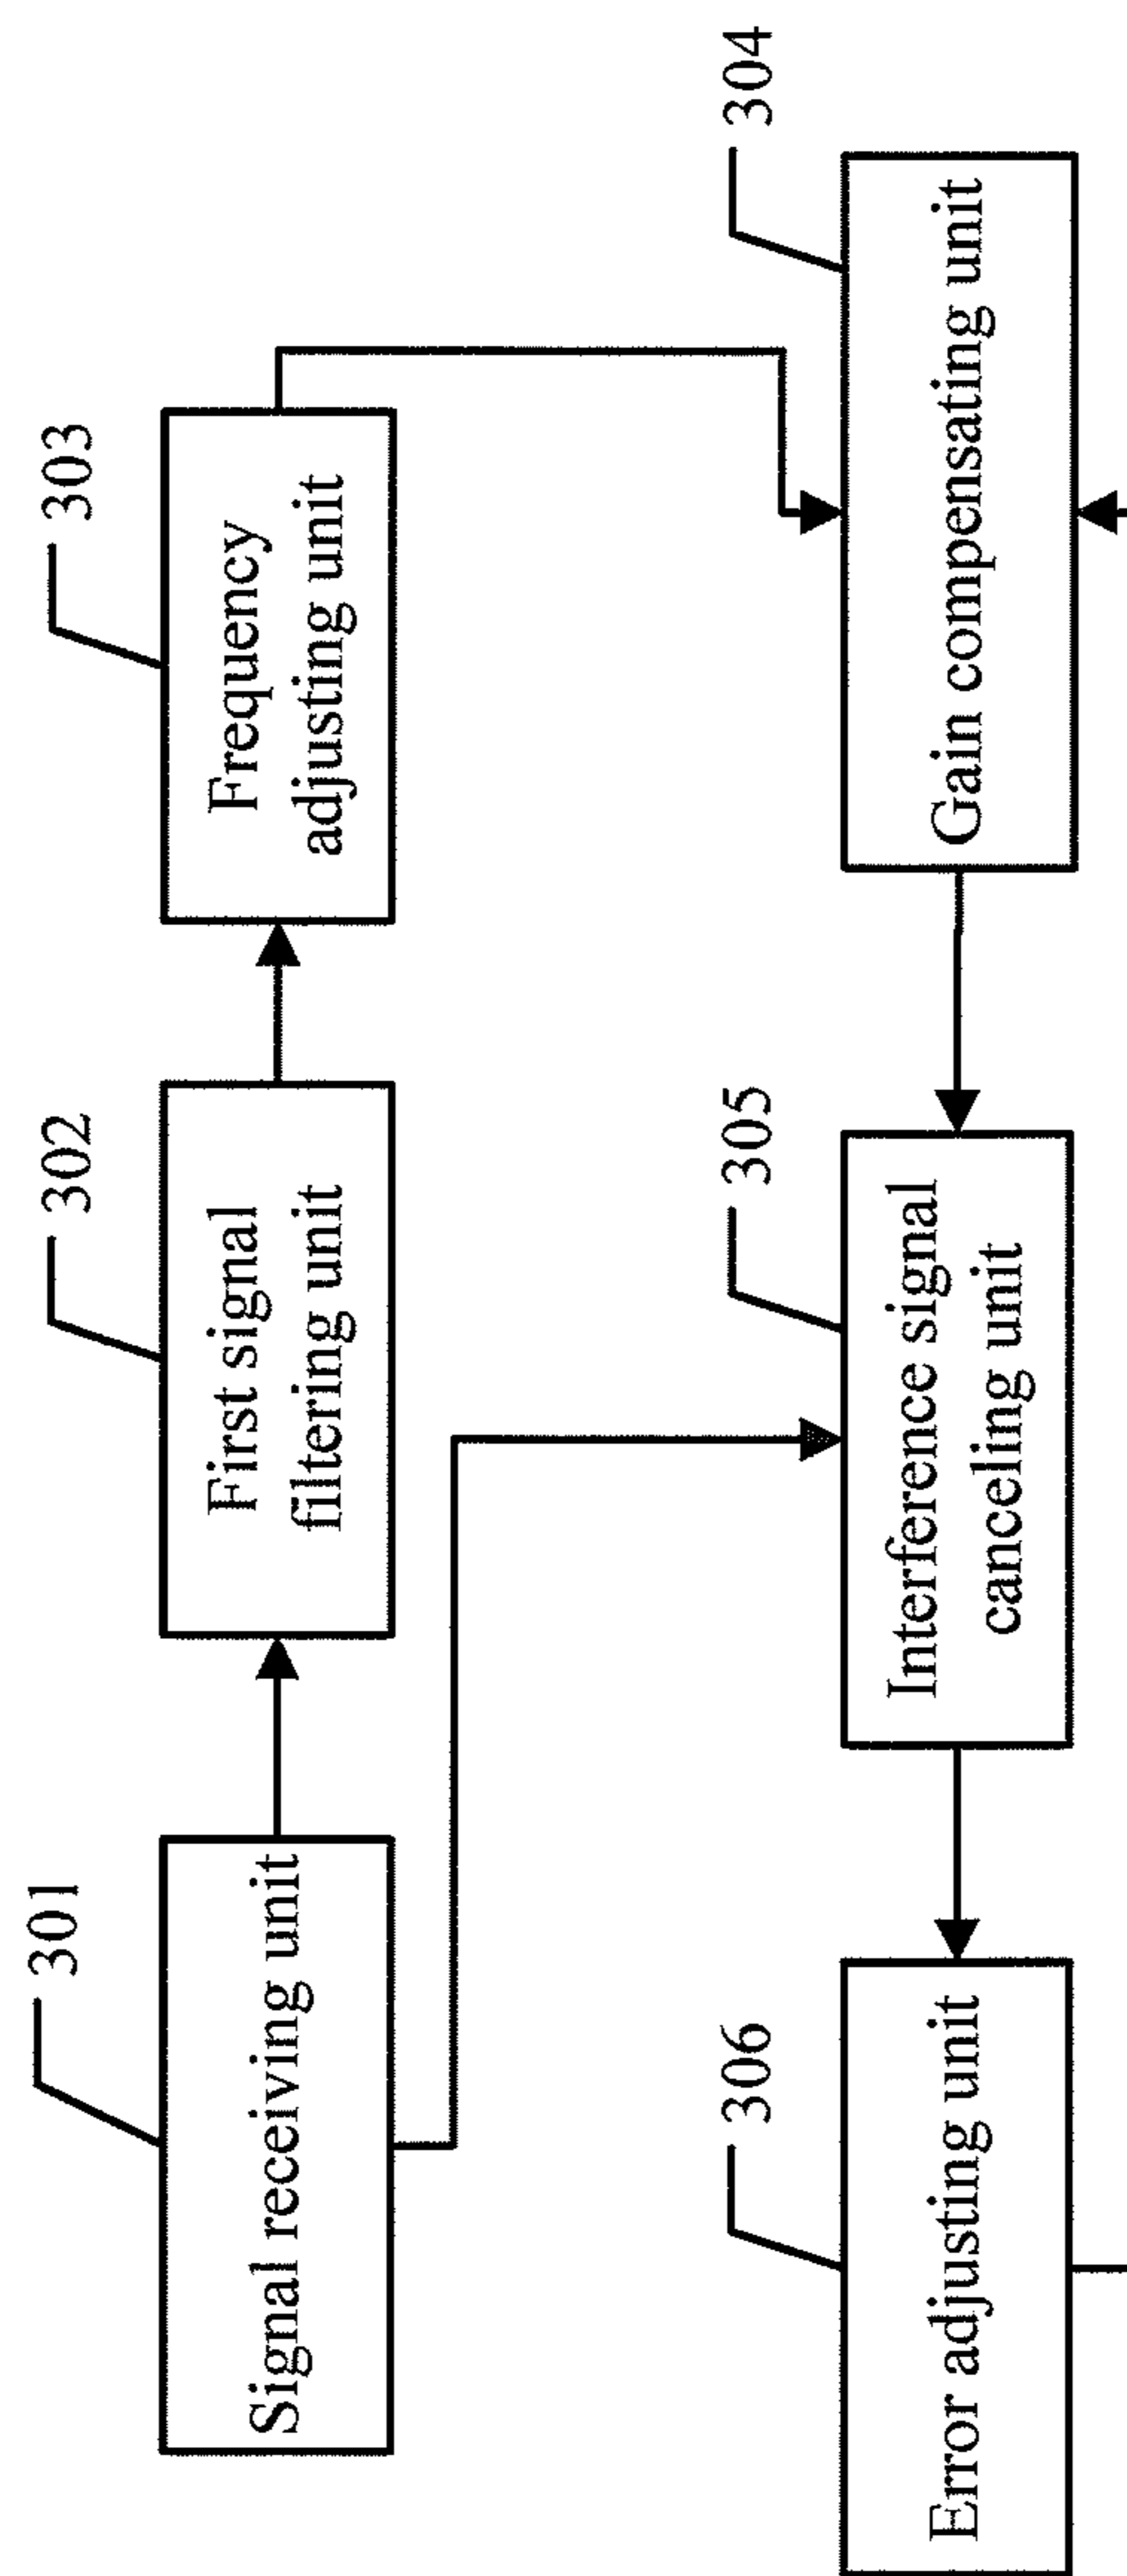 301
Signal receiving unit
302
First signal
filtering unit
303
Frequency
adjusting unit
306
Error adjusting unit
305
Interference signal
canceling unit
304
Gain compensating unit